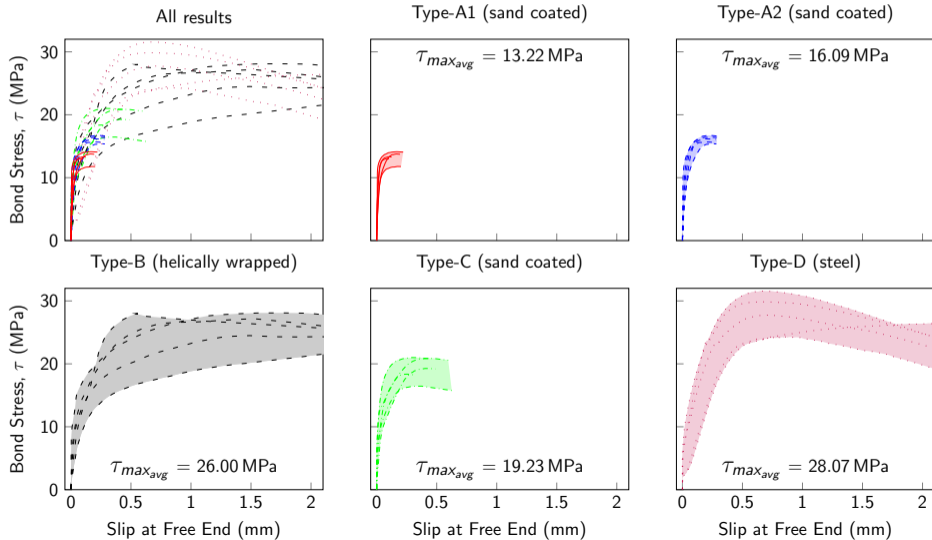 All results
Type-A1 (sand coated)
Type-A2 (sand coated)
Bond Stress, τ (MPa)
30
20
10
0
τmaxavg = 13.22 MPa
τmaxavg = 16.09 MPa
Type-B (helically wrapped)
Type-C (sand coated)
Type-D (steel)
Bond Stress, τ (MPa)
30
20
10
0
τmaxavg = 26.00 MPa
τmaxavg = 19.23 MPa
τmaxavg = 28.07 MPa
0 0.5 1 1.5 2
0 0.5 1 1.5 2
0 0.5 1 1.5 2
Slip at Free End (mm)
Slip at Free End (mm)
Slip at Free End (mm)